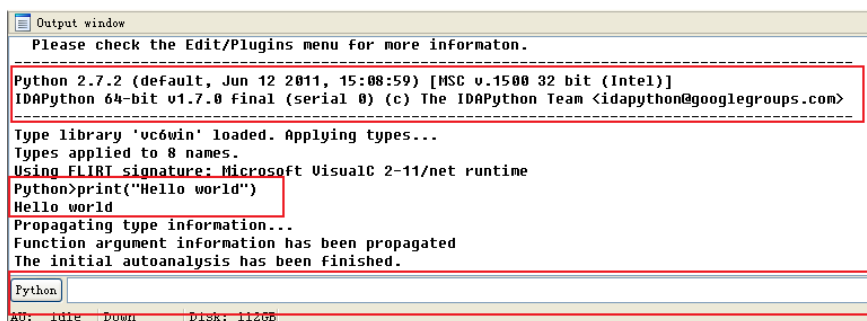 Output window
Please check the Edit/Plugins menu for more informaton.
--------------------------------------------------------------------------------
Python 2.7.2 (default, Jun 12 2011, 15:08:59) [MSC v.1500 32 bit (Intel)]
IDAPython 64-bit v1.7.0 final (serial 0) (c) The IDAPython Team <idapython@googlegroups.com>
--------------------------------------------------------------------------------
Type library 'vc6win' loaded. Applying types...
Types applied to 8 names.
Using FLIRT signature: Microsoft VisualC 2-11/net runtime
Python>print("Hello world")
Hello world
Propagating type information...
Function argument information has been propagated
The initial autoanalysis has been finished.
Python
AU: idle Down Disk: 112GB